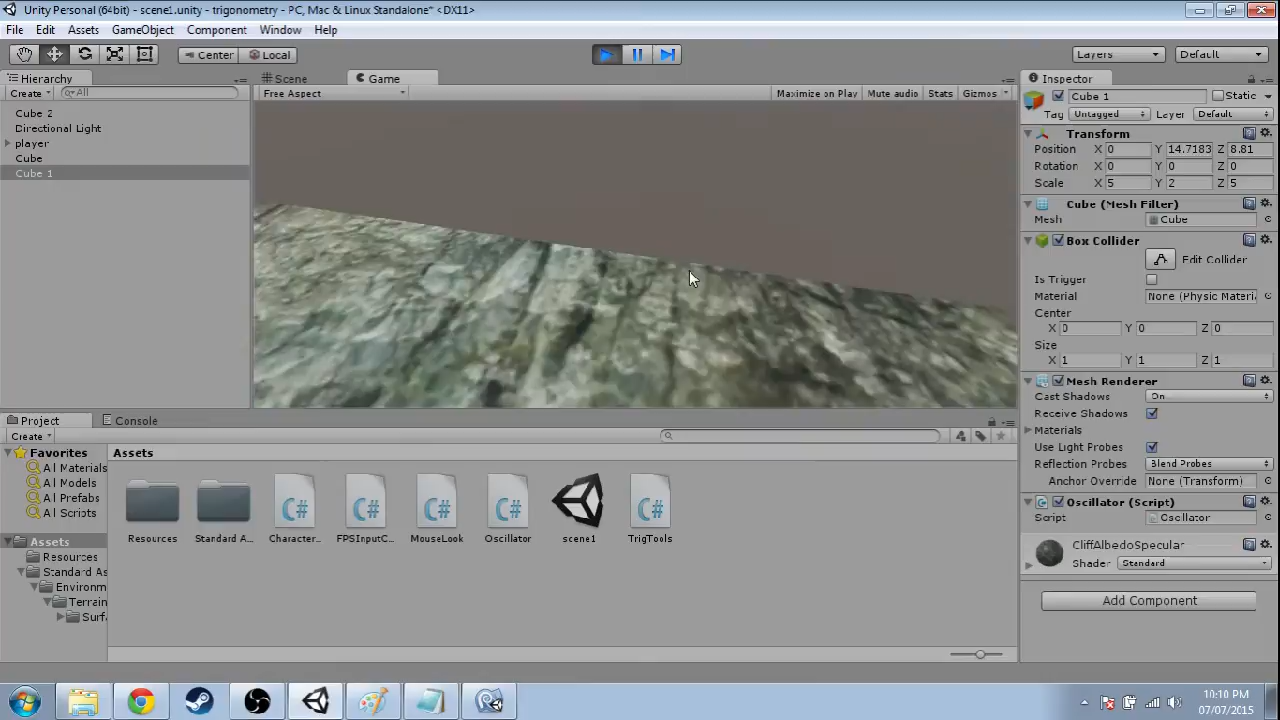 Unity Personal (64bit) - scene1.unity - trigonometry - PC, Mac & Linux Standalone* <DX11>
File Edit Assets GameObject Component Window Help
Center Local Layers Default
Hierarchy Scene Game Inspector
Create All Free Aspect Maximize on Play Mute audio Stats Gizmos Cube 1 Static
Cube 2
Directional Light
player
Cube
Cube 1
Tag Untagged Layer Default
Transform
Position X 0 Y 14.7183 Z 8.81
Rotation X 0 Y 0 Z 0
Scale X 5 Y 2 Z 5
Cube (Mesh Filter)
Mesh Cube
Box Collider
Edit Collider
Is Trigger
Material None (Physic Materi
Center
X 0 Y 0 Z 0
Size
X 1 Y 1 Z 1
Mesh Renderer
Cast Shadows On
Receive Shadows
Materials
Use Light Probes
Reflection Probes Blend Probes
Anchor Override None (Transform)
Oscillator (Script)
Script Oscillator
CliffAlbedoSpecular
Shader Standard
Add Component
Project Console
Create
Favorites
All Materials
All Models
All Prefabs
All Scripts
Assets
Resources
Standard As
Environm
Terrain
Surfa
Assets
Resources Standard A... Character... FPSInputC... MouseLook Oscillator scene1 TrigTools
C# C# C# C# C#
10:10 PM
07/07/2015